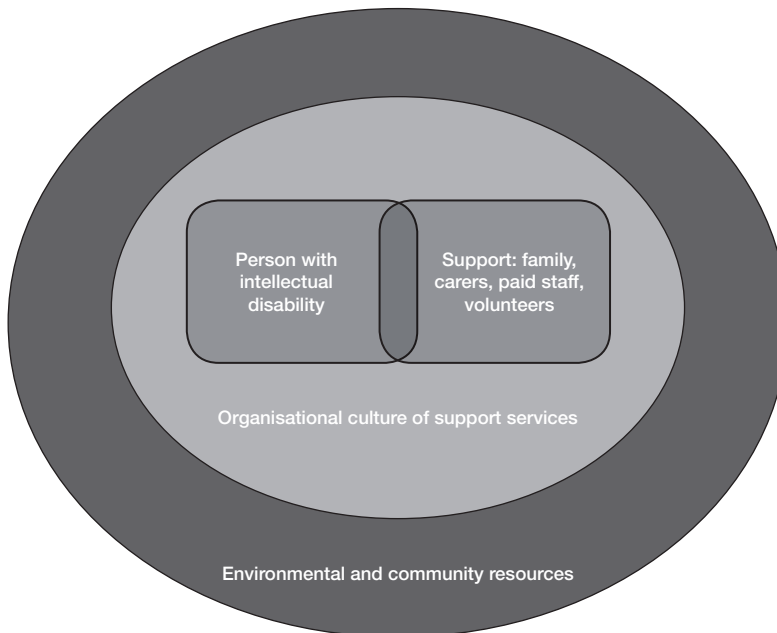 Person with
intellectual
disability
Support: family,
carers, paid staff,
volunteers
Organisational culture of support services
Environmental and community resources